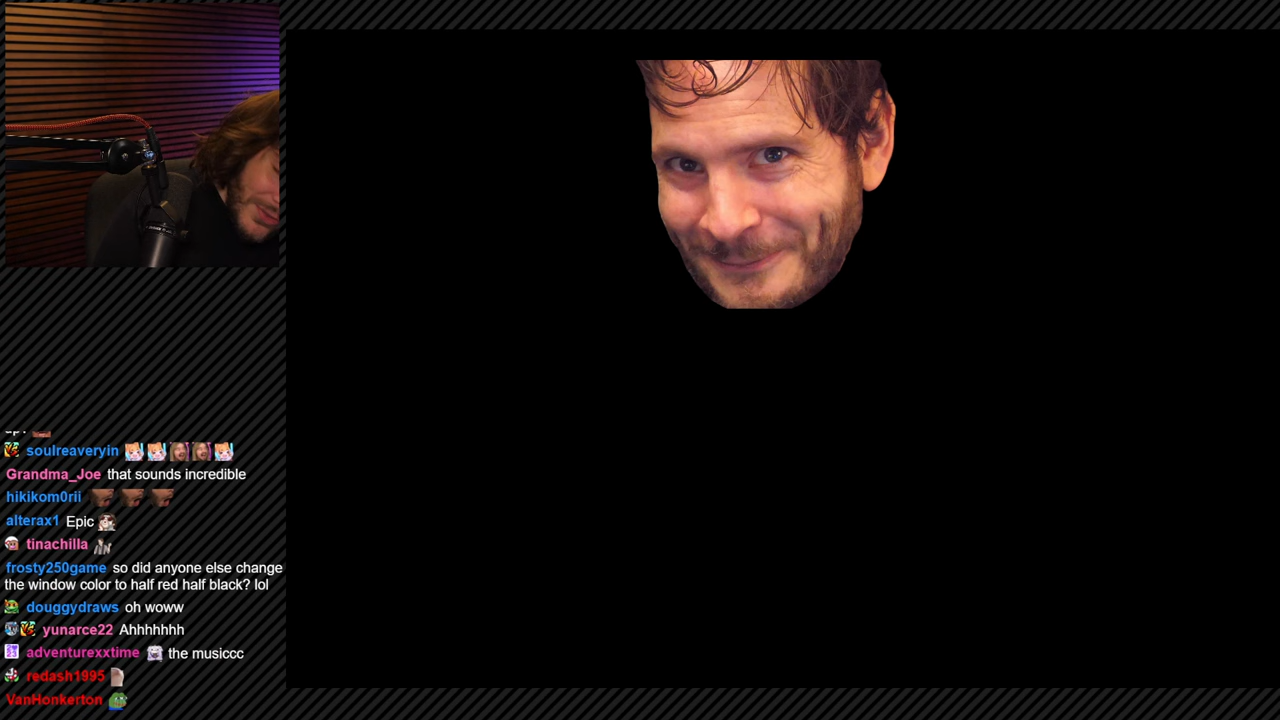 soulreaveryin
Grandma_Joe that sounds incredible
hikikom0rii
alterax1 Epic
tinachilla
frosty250game so did anyone else change
the window color to half red half black? lol
douggydraws oh woww
yunarce22 Ahhhhhhh
adventurexxtime the musiccc
redash1995
VanHonkerton